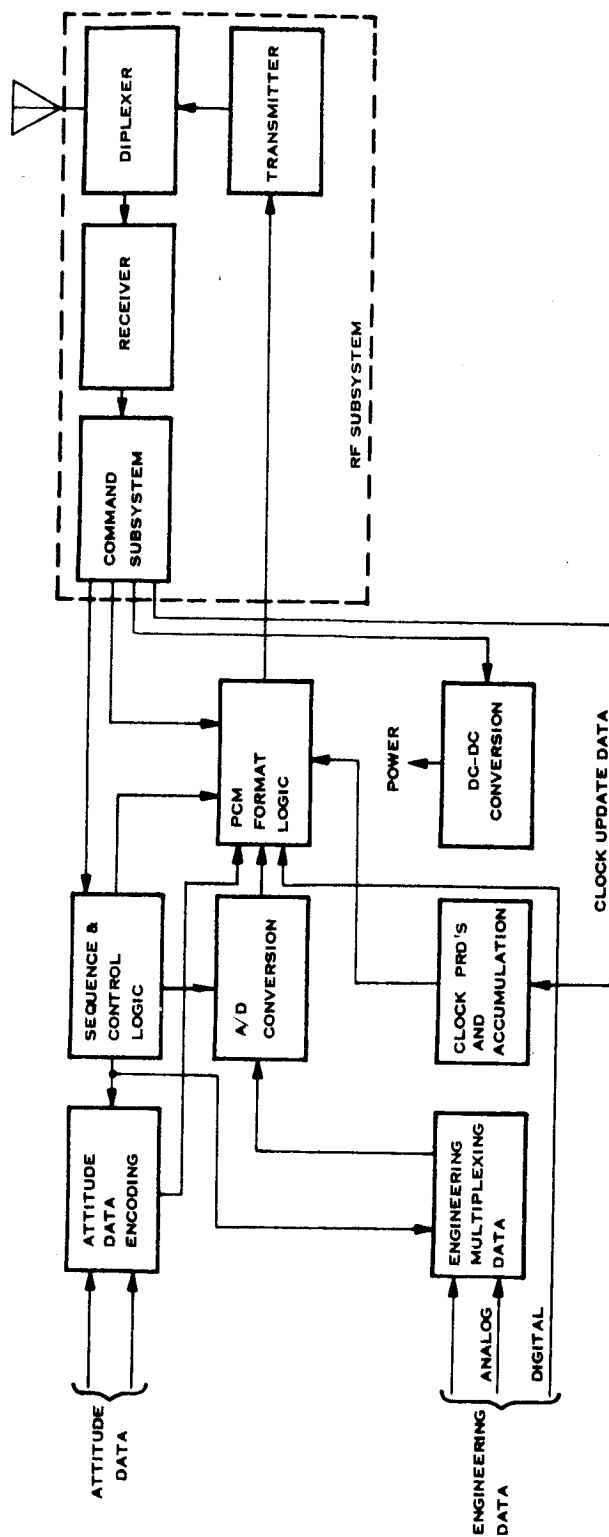 ATTITUDE
DATA
ATTITUDE
DATA
ENCODING
SEQUENCE &
CONTROL
LOGIC
COMMAND
SUBSYSTEM
RECEIVER
DIPLEXER
TRANSMITTER
RF SUBSYSTEM
A/D
CONVERSION
PCM
FORMAT
LOGIC
POWER
DC-DC
CONVERSION
CLOCK PRD'S
AND
ACCUMULATION
ENGINEERING
MULTIPLEXING
DATA
ENGINEERING
DATA
ANALOG
DIGITAL
CLOCK UPDATE DATA